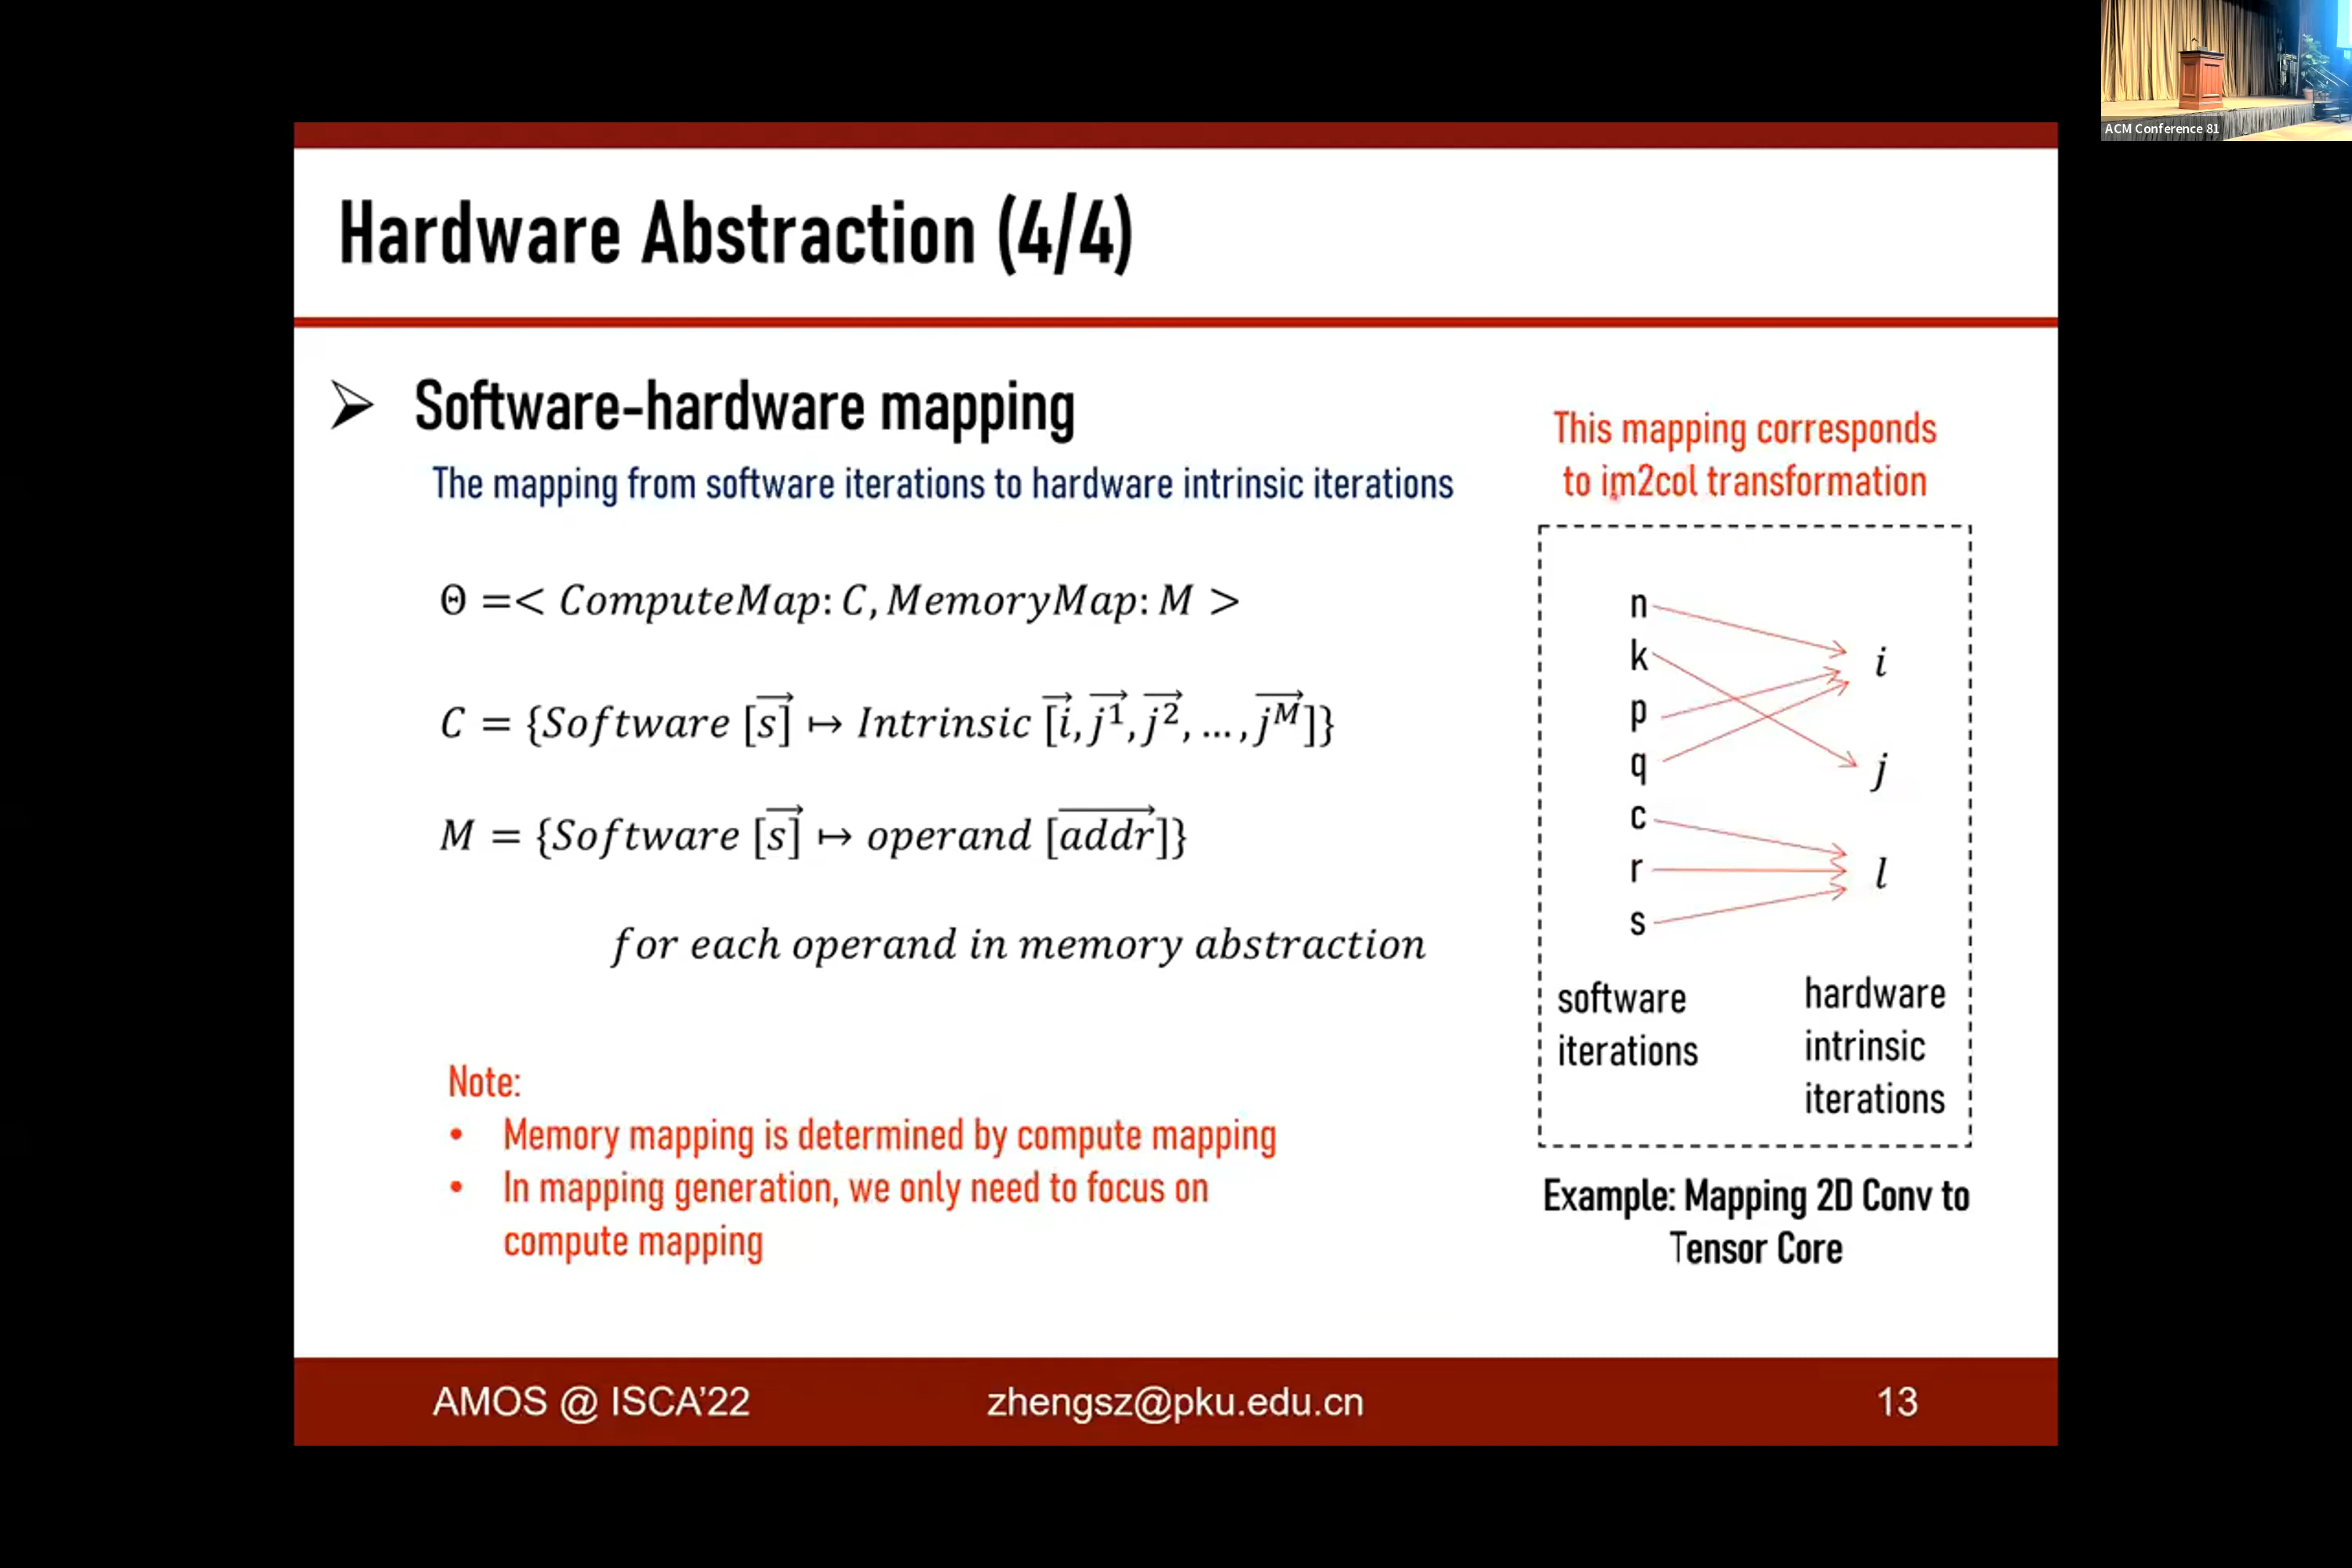 ACM Conference 81
Hardware Abstraction (4/4)
➢ Software-hardware mapping
The mapping from software iterations to hardware intrinsic iterations
Θ =< ComputeMap: C, MemoryMap: M >
C = {Software [s⃗] ↦ Intrinsic [i⃗, j⃗¹, j⃗², …, j⃗ᴹ]}
M = {Software [s⃗] ↦ operand [addr⃗]}
for each operand in memory abstraction
Note:
• Memory mapping is determined by compute mapping
• In mapping generation, we only need to focus on
compute mapping
This mapping corresponds
to im2col transformation
n
k
p
q
c
r
s
i
j
l
software
iterations
hardware
intrinsic
iterations
Example: Mapping 2D Conv to
Tensor Core
AMOS @ ISCA’22
zhengsz@pku.edu.cn
13